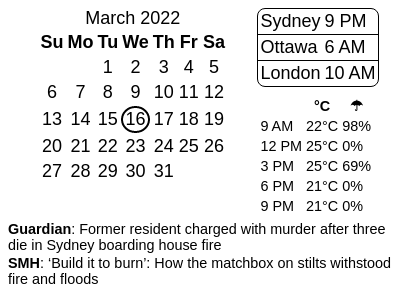 March 2022
Su Mo Tu We Th Fr Sa
1 2 3 4 5
6 7 8 9 10 11 12
13 14 15 16 17 18 19
20 21 22 23 24 25 26
27 28 29 30 31
Sydney 9 PM
Ottawa 6 AM
London 10 AM
°C ☂
9 AM 22°C 98%
12 PM 25°C 0%
3 PM 25°C 69%
6 PM 21°C 0%
9 PM 21°C 0%
Guardian: Former resident charged with murder after three
die in Sydney boarding house fire
SMH: ‘Build it to burn’: How the matchbox on stilts withstood
fire and floods